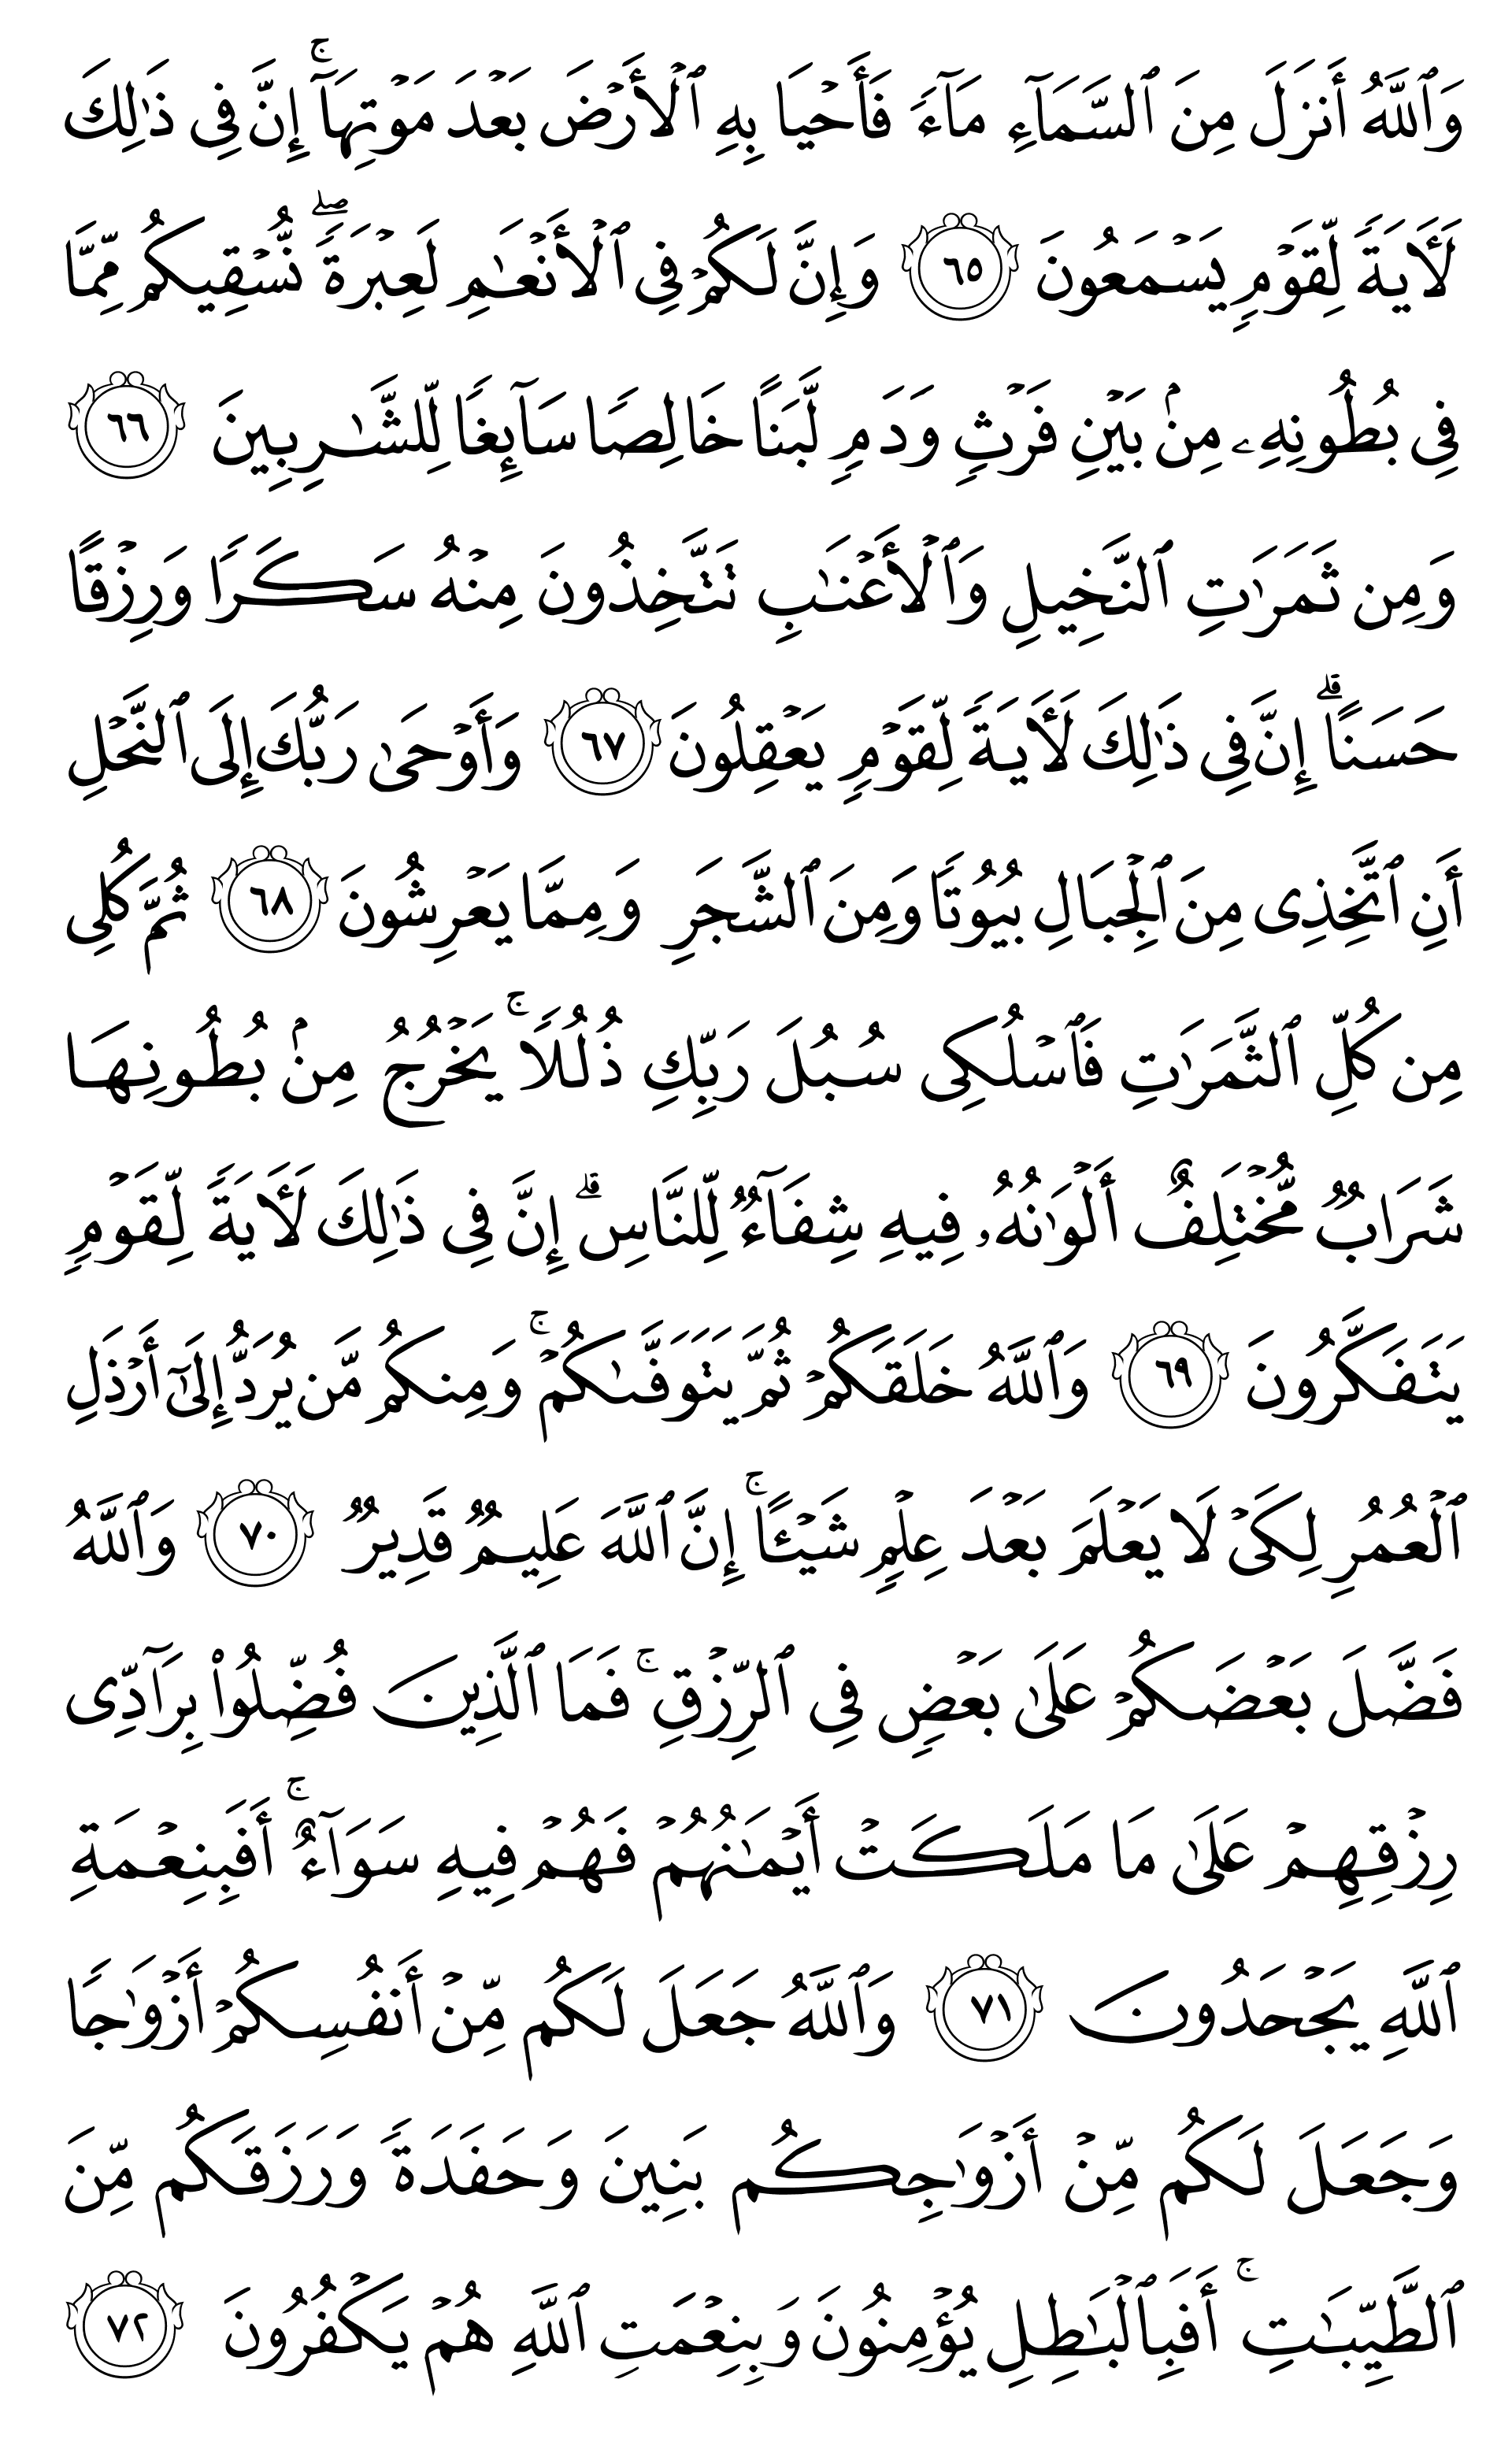 وَٱللَّهُ أَنزَلَ مِنَ ٱلسَّمَآءِ مَآءً فَأَحۡيَا بِهِ ٱلۡأَرۡضَ بَعۡدَ مَوۡتِهَآۚ إِنَّ فِى ذَٰلِكَ
لَأَيَةً لِّقَوۡمٍ يَسۡمَعُونَ ٦٥ وَإِنَّ لَكُمۡ فِى ٱلۡأَنۡعَٰمِ لَعِبۡرَةًۖ نُّسۡقِيكُم مِّمَّا
فِى بُطُونِهِۦ مِنۢ بَيۡنِ فَرۡثٍ وَدَمٍ لَّبَنًا خَالِصًا سَآئِغًا لِّلشَّٰرِبِينَ ٦٦
وَمِن ثَمَرَٰتِ ٱلنَّخِيلِ وَٱلۡأَعۡنَٰبِ تَتَّخِذُونَ مِنۡهُ سَكَرًا وَرِزۡقًا
حَسَنًاۗ إِنَّ فِى ذَٰلِكَ لَأَيَةً لِّقَوۡمٍ يَعۡقِلُونَ ٦٧ وَأَوۡحَىٰ رَبُّكَ إِلَى ٱلنَّحۡلِ
أَنِ ٱتَّخِذِى مِنَ ٱلۡجِبَالِ بُيُوتًا وَمِنَ ٱلشَّجَرِ وَمِمَّا يَعۡرِشُونَ ٦٨ ثُمَّ كُلِى
مِن كُلِّ ٱلثَّمَرَٰتِ فَٱسۡلُكِى سُبُلَ رَبِّكِ ذُلُلًاۚ يَخۡرُجُ مِنۢ بُطُونِهَا
شَرَابٌ مُّخۡتَلِفٌ أَلۡوَٰنُهُۥ فِيهِ شِفَآءٌ لِّلنَّاسِۗ إِنَّ فِى ذَٰلِكَ لَأَيَةً لِّقَوۡمٍ
يَتَفَكَّرُونَ ٦٩ وَٱللَّهُ خَلَقَكُمۡ ثُمَّ يَتَوَفَّىٰكُمۡۚ وَمِنكُم مَّن يُرَدُّ إِلَىٰٓ أَرۡذَلِ
ٱلۡعُمُرِ لِكَىۡ لَا يَعۡلَمَ بَعۡدَ عِلۡمٍ شَيۡـًٔاۚ إِنَّ ٱللَّهَ عَلِيمٌ قَدِيرٌ ٧٠ وَٱللَّهُ
فَضَّلَ بَعۡضَكُمۡ عَلَىٰ بَعۡضٍ فِى ٱلرِّزۡقِۚ فَمَا ٱلَّذِينَ فُضِّلُوا۟ بِرَآدِّى
رِزۡقِهِمۡ عَلَىٰ مَا مَلَكَتۡ أَيۡمَٰنُهُمۡ فَهُمۡ فِيهِ سَوَآءٌۚ أَفَبِنِعۡمَةِ
ٱللَّهِ يَجۡحَدُونَ ٧١ وَٱللَّهُ جَعَلَ لَكُم مِّنۡ أَنفُسِكُمۡ أَزۡوَٰجًا
وَجَعَلَ لَكُم مِّنۡ أَزۡوَٰجِكُم بَنِينَ وَحَفَدَةً وَرَزَقَكُم مِّنَ
ٱلطَّيِّبَٰتِۚ أَفَبِٱلۡبَٰطِلِ يُؤۡمِنُونَ وَبِنِعۡمَتِ ٱللَّهِ هُمۡ يَكۡفُرُونَ ٧٢